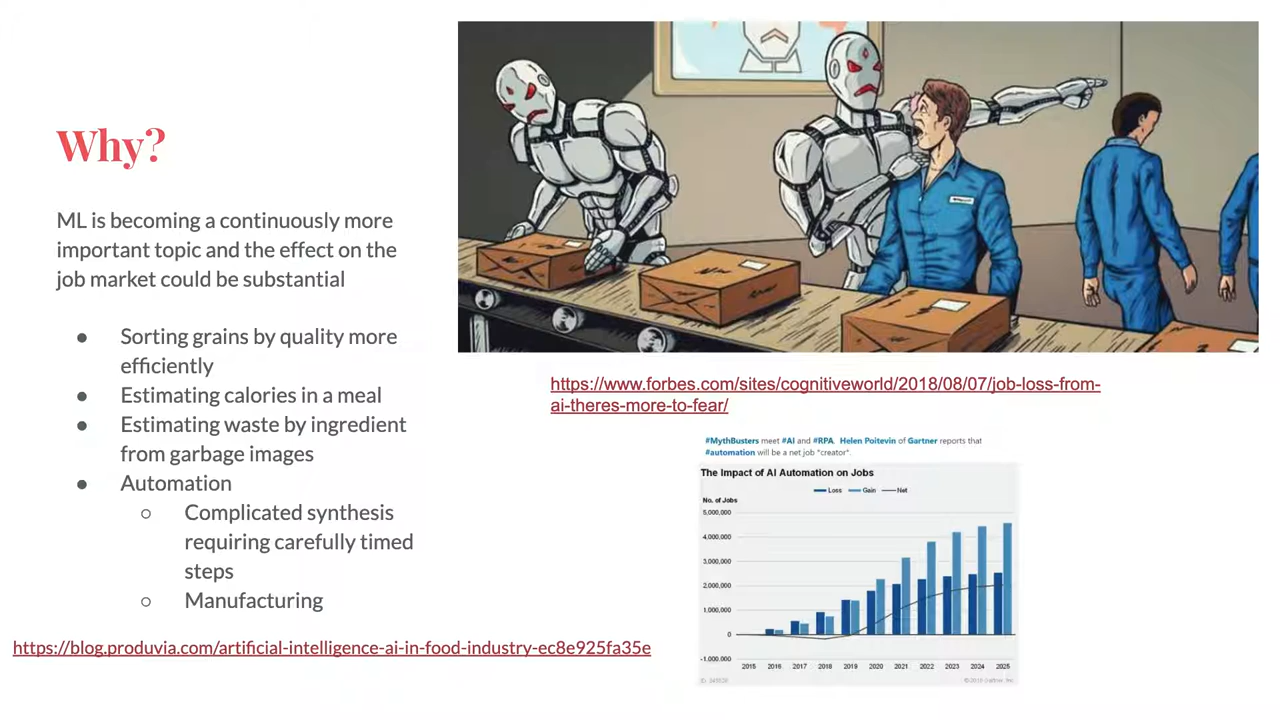 Why?
ML is becoming a continuously more
important topic and the effect on the
job market could be substantial
● Sorting grains by quality more
efficiently
● Estimating calories in a meal
● Estimating waste by ingredient
from garbage images
● Automation
○ Complicated synthesis
requiring carefully timed
steps
○ Manufacturing
https://blog.produvia.com/artificial-intelligence-ai-in-food-industry-ec8e925fa35e
https://www.forbes.com/sites/cognitiveworld/2018/08/07/job-loss-from-
ai-theres-more-to-fear/
#MythBusters meet #AI and #RPA. Helen Poitevin of Gartner reports that
#automation will be a net job *creator*.
The Impact of AI Automation on Jobs
Loss Gain Net
No. of Jobs
5,000,000
4,000,000
3,000,000
2,000,000
1,000,000
0
-1,000,000
2015 2016 2017 2018 2019 2020 2021 2022 2023 2024 2025